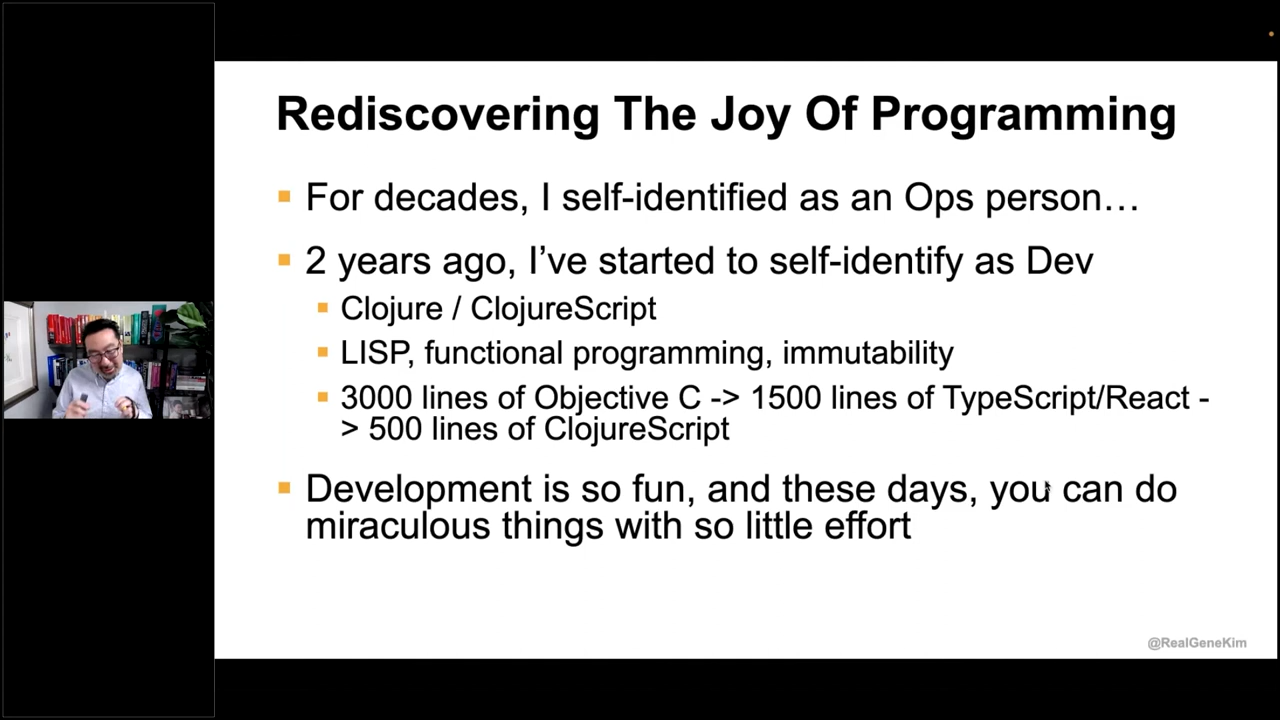 Rediscovering The Joy Of Programming
For decades, I self-identified as an Ops person…
2 years ago, I’ve started to self-identify as Dev
Clojure / ClojureScript
LISP, functional programming, immutability
3000 lines of Objective C -> 1500 lines of TypeScript/React -
> 500 lines of ClojureScript
Development is so fun, and these days, you can do
miraculous things with so little effort
@RealGeneKim